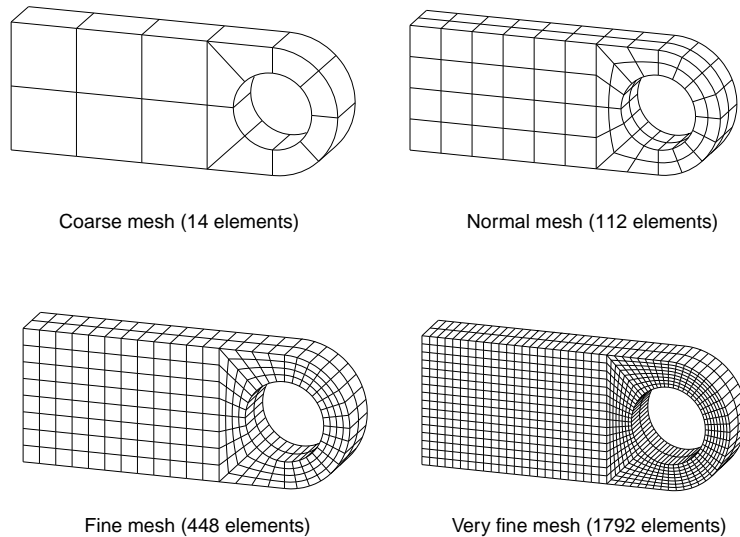 Coarse mesh (14 elements)
Normal mesh (112 elements)
Fine mesh (448 elements)
Very fine mesh (1792 elements)